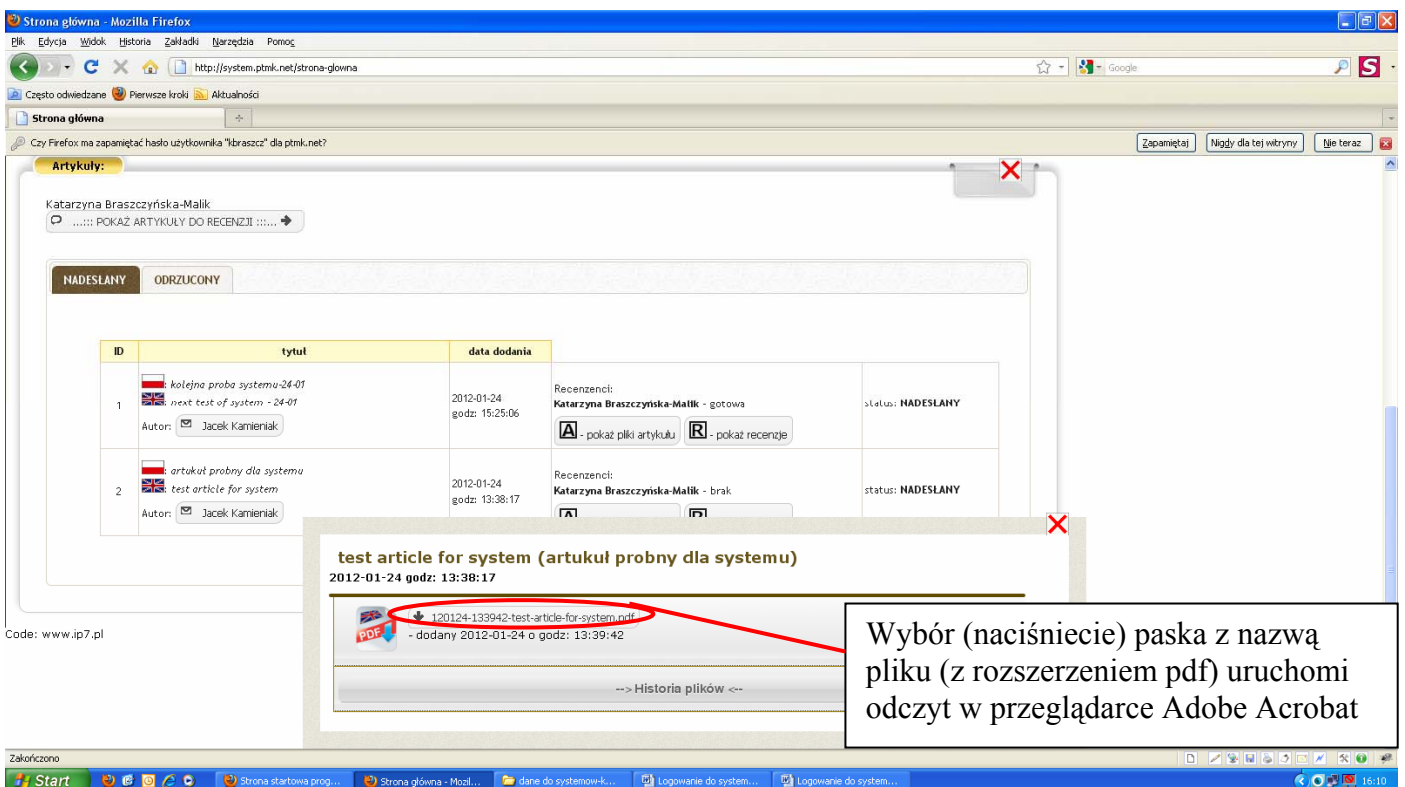 Strona główna - Mozilla Firefox
Plik Edycja Widok Historia Zakładki Narzędzia Pomoc
http://system.ptmk.net/strona-glowna
Google
S
Często odwiedzane Pierwsze kroki Aktualności
Strona główna
Czy Firefox ma zapamiętać hasło użytkownika "kbraszcz" dla ptmk.net?
Zapamiętaj Nigdy dla tej witryny Nie teraz
Artykuły:
Katarzyna Braszczyńska-Malik
...::: POKAŻ ARTYKUŁY DO RECENZJI :::...
NADESŁANY ODRZUCONY
ID tytuł data dodania
1
: kolejna proba systemu-24-01
: next test of system - 24-01
Autor: Jacek Kamieniak
2012-01-24
godz: 15:25:06
Recenzenci:
Katarzyna Braszczyńska-Malik - gotowa
A - pokaż pliki artykułu R - pokaż recenzje
status: NADESŁANY
2
: artukuł probny dla systemu
: test article for system
Autor: Jacek Kamieniak
2012-01-24
godz: 13:38:17
Recenzenci:
Katarzyna Braszczyńska-Malik - brak
A R
status: NADESŁANY
test article for system (artukuł probny dla systemu)
2012-01-24 godz: 13:38:17
PDF
120124-133942-test-article-for-system.pdf
- dodany 2012-01-24 o godz: 13:39:42
--> Historia plików <--
Code: www.ip7.pl
Wybór (naciśniecie) paska z nazwą
pliku (z rozszerzeniem pdf) uruchomi
odczyt w przeglądarce Adobe Acrobat
Zakończono
Start
Strona startowa prog...
Strona główna - Mozil...
dane do systemow-k...
Logowanie do system...
Logowanie do system...
16:10